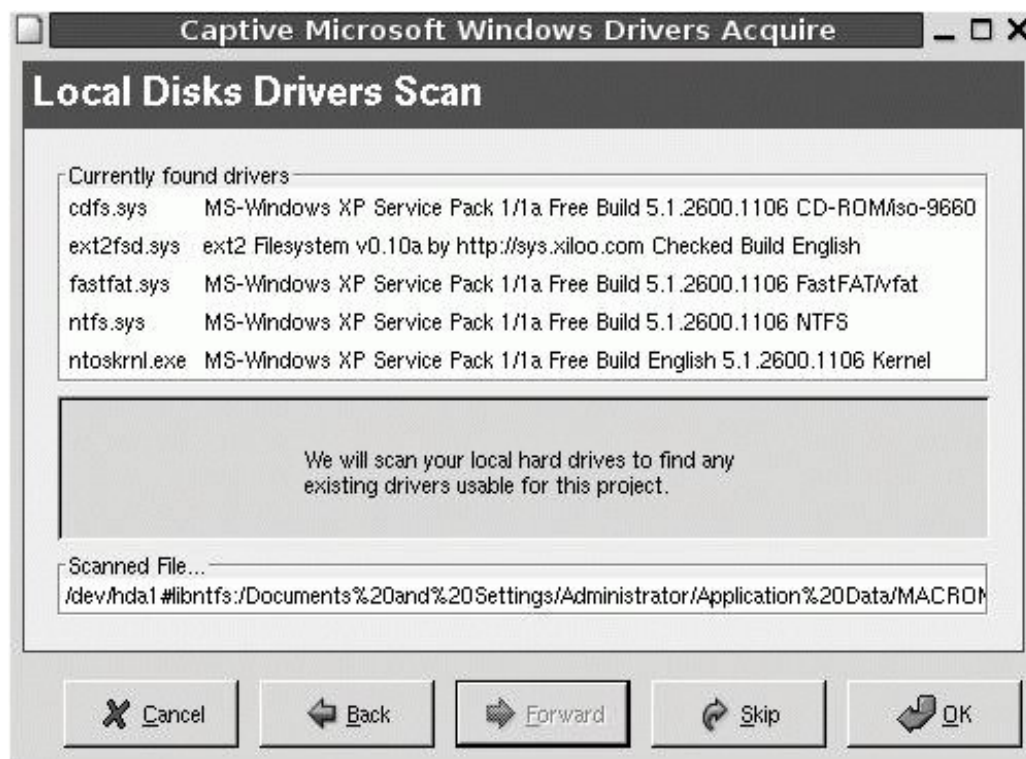 Captive Microsoft Windows Drivers Acquire
Local Disks Drivers Scan
Currently found drivers
cdfs.sys MS-Windows XP Service Pack 1/1a Free Build 5.1.2600.1106 CD-ROM/iso-9660
ext2fsd.sys ext2 Filesystem v0.10a by http://sys.xiloo.com Checked Build English
fastfat.sys MS-Windows XP Service Pack 1/1a Free Build 5.1.2600.1106 FastFAT/vfat
ntfs.sys MS-Windows XP Service Pack 1/1a Free Build 5.1.2600.1106 NTFS
ntoskrnl.exe MS-Windows XP Service Pack 1/1a Free Build English 5.1.2600.1106 Kernel
We will scan your local hard drives to find any
existing drivers usable for this project.
Scanned File...
/dev/hda1#libntfs:/Documents%20and%20Settings/Administrator/Application%20Data/MACROM
Cancel Back Forward Skip OK